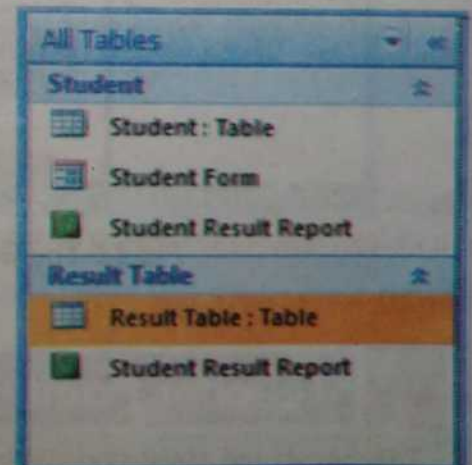 All Tables
Student
Student : Table
Student Form
Student Result Report
Result Table
Result Table : Table
Student Result Report